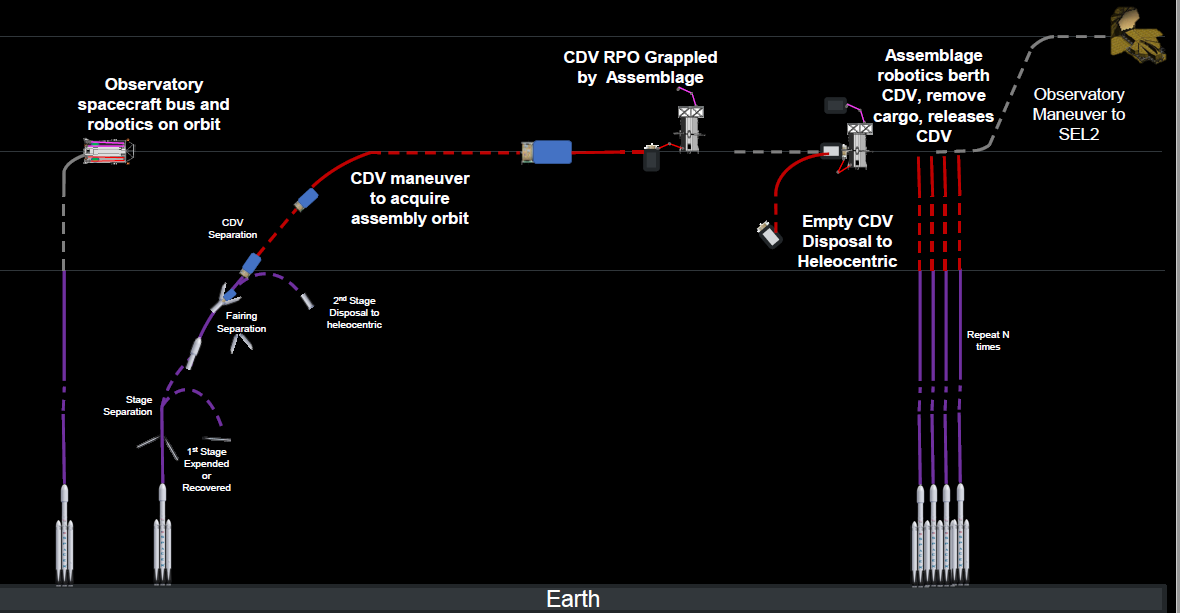 Observatory
spacecraft bus and
robotics on orbit
CDV RPO Grappled
by Assemblage
Assemblage
robotics berth
CDV, remove
cargo, releases
CDV
Observatory
Maneuver to
SEL2
CDV maneuver
to acquire
assembly orbit
CDV
Separation
Empty CDV
Disposal to
Heleocentric
2nd Stage
Disposal to
heleocentric
Fairing
Separation
Repeat N
times
Stage
Separation
1st Stage
Expended
or
Recovered
Earth